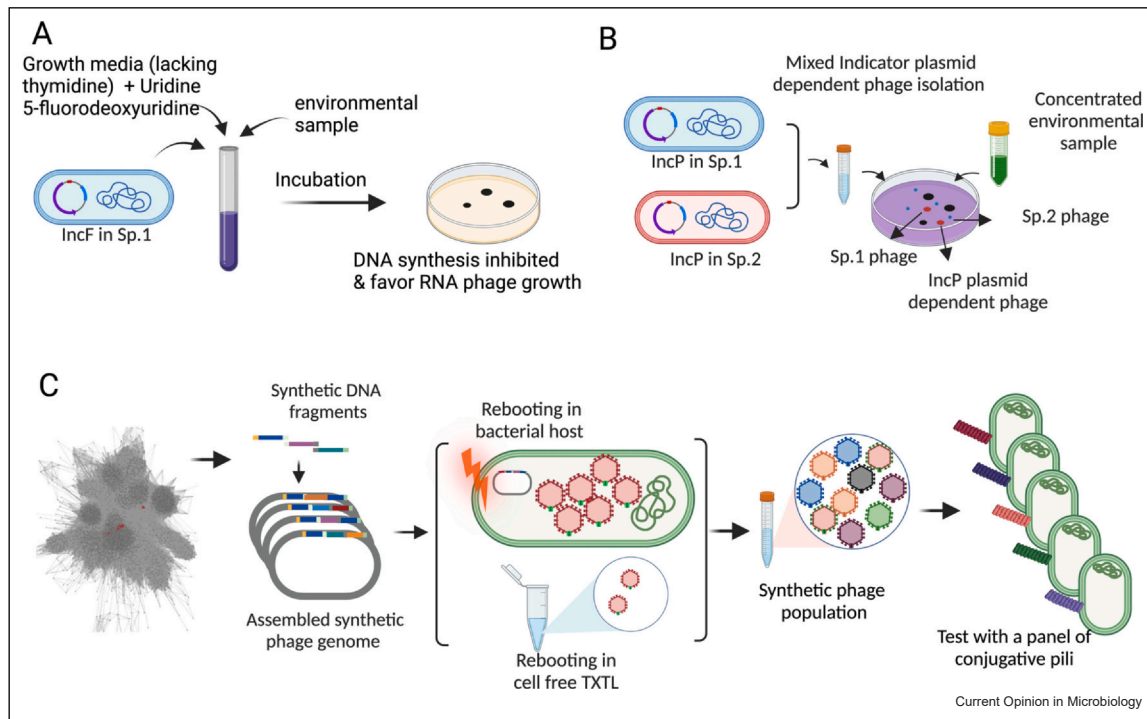 A
Growth media (lacking
thymidine) + Uridine
5-fluorodeoxyuridine
environmental
sample
Incubation
IncF in Sp.1
DNA synthesis inhibited
& favor RNA phage growth
B
Mixed Indicator plasmid
dependent phage isolation
Concentrated
environmental
sample
IncP in Sp.1
IncP in Sp.2
Sp.2 phage
Sp.1 phage
IncP plasmid
dependent phage
C
Synthetic DNA
fragments
Assembled synthetic
phage genome
Rebooting in
bacterial host
Rebooting in
cell free TXTL
Synthetic phage
population
Test with a panel of
conjugative pili
Current Opinion in Microbiology